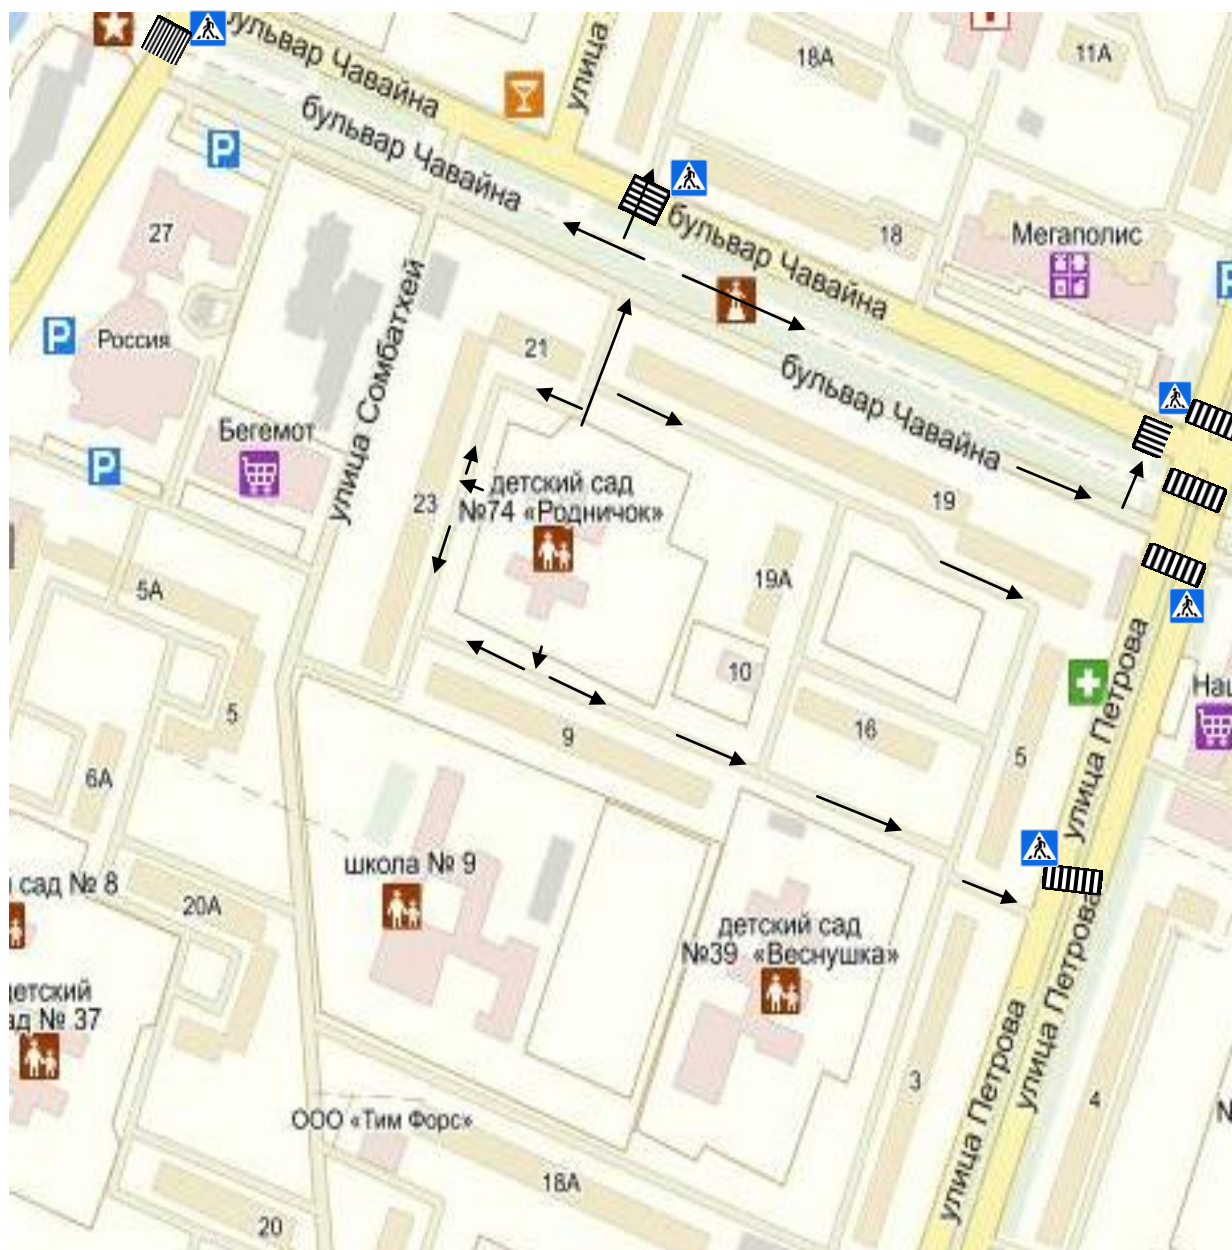 бульвар Чавайна
улица
18А
11А
бульвар Чавайна
P
27
18
Мегаполис
бульвар Чавайна
P
Россия
21
улица Сомбатхей
бульвар Чавайна
Бегемот
P
23
детский сад
№74 «Родничок»
19
5А
19А
10
улица Петрова
5
9
16
5
6А
школа № 9
сад № 8
20А
детский сад
№39 «Веснушка»
улица Петрова
№ 37
ООО «Тим Форс»
3
4
улица Петрова
18А
20